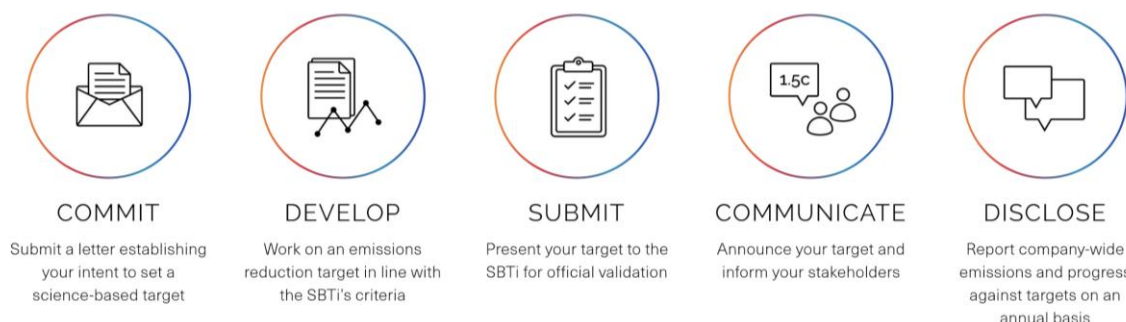 1.5c
COMMIT
Submit a letter establishing
your intent to set a
science-based target
DEVELOP
Work on an emissions
reduction target in line with
the SBTi's criteria
SUBMIT
Present your target to the
SBTi for official validation
COMMUNICATE
Announce your target and
inform your stakeholders
DISCLOSE
Report company-wide
emissions and progress
against targets on an
annual basis